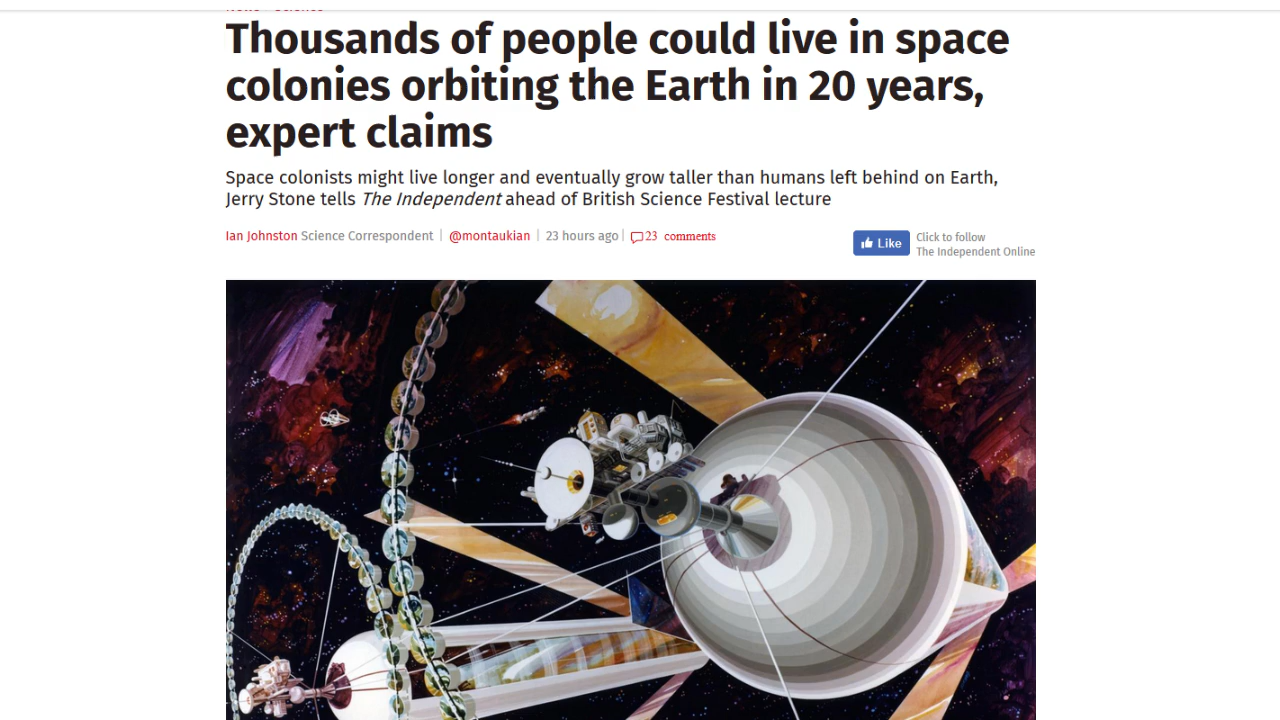 Thousands of people could live in space
colonies orbiting the Earth in 20 years,
expert claims
Space colonists might live longer and eventually grow taller than humans left behind on Earth,
Jerry Stone tells The Independent ahead of British Science Festival lecture
Ian Johnston Science Correspondent | @montaukian | 23 hours ago | 23 comments
Like
Click to follow
The Independent Online